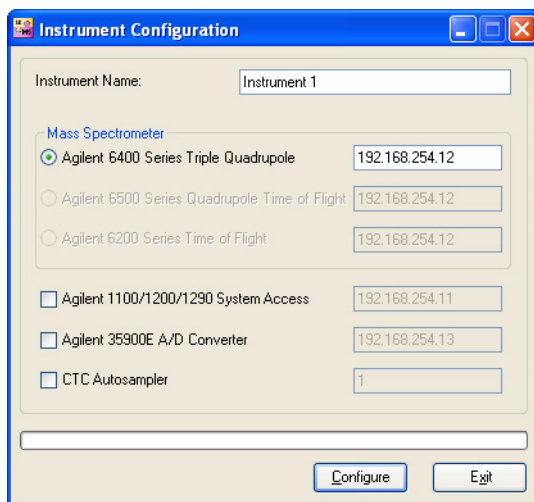 Instrument Configuration
Instrument Name: Instrument 1
Mass Spectrometer
Agilent 6400 Series Triple Quadrupole 192.168.254.12
Agilent 6500 Series Quadrupole Time of Flight 192.168.254.12
Agilent 6200 Series Time of Flight 192.168.254.12
Agilent 1100/1200/1290 System Access 192.168.254.11
Agilent 35900E A/D Converter 192.168.254.13
CTC Autosampler 1
Configure Exit